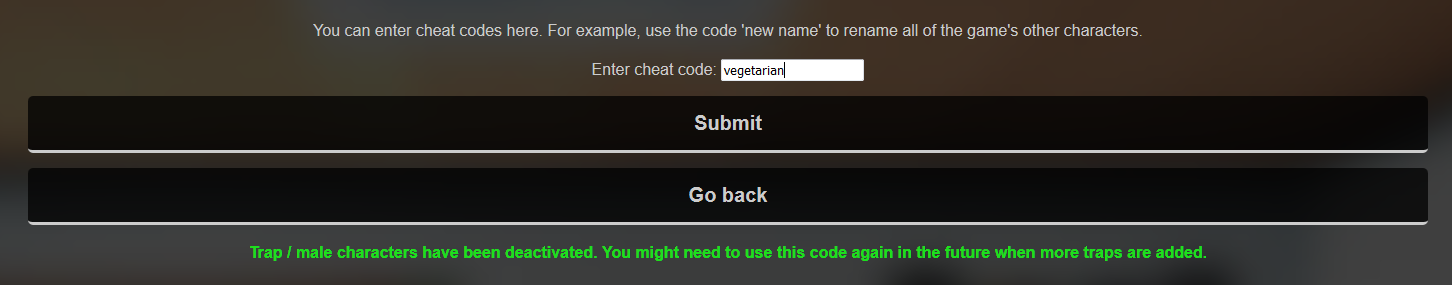 You can enter cheat codes here. For example, use the code 'new name' to rename all of the game's other characters.
Enter cheat code: vegetarian
Submit
Go back
Trap / male characters have been deactivated. You might need to use this code again in the future when more traps are added.